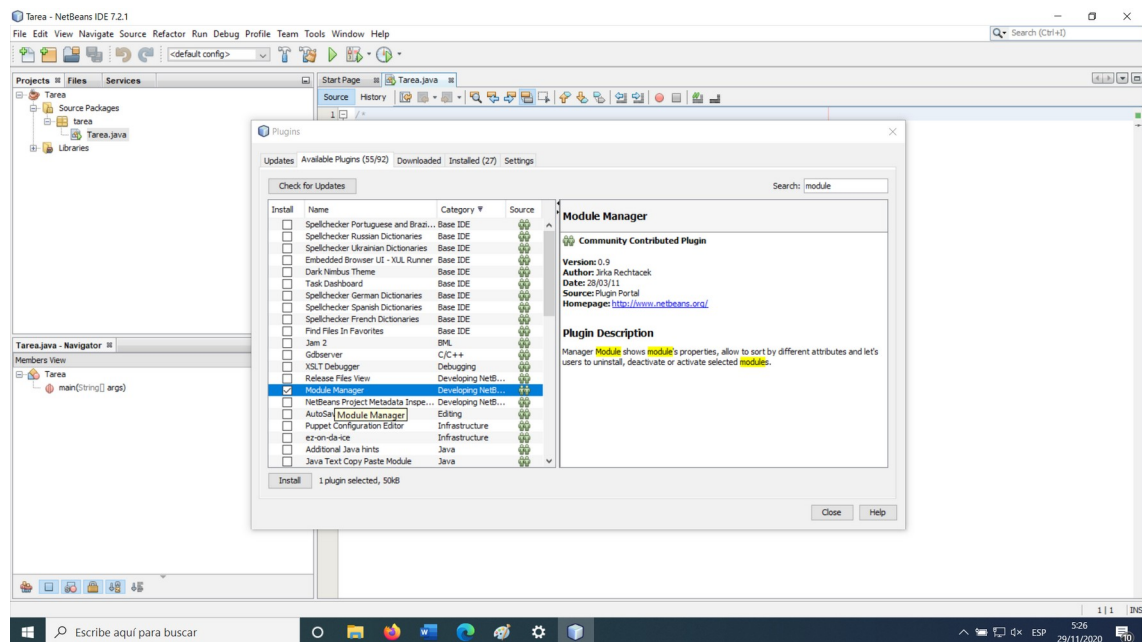 Tarea - NetBeans IDE 7.2.1
File Edit View Navigate Source Refactor Run Debug Profile Team Tools Window Help
Search (Ctrl+I)
<default config>
Projects Files Services
Start Page Tarea.java
Tarea
Source Packages
tarea
Tarea.java
Libraries
Source History
1 /*
Plugins
Updates Available Plugins (55/92) Downloaded Installed (27) Settings
Check for Updates
Search: module
Install Name Category Source
Spellchecker Portuguese and Brazi... Base IDE
Spellchecker Russian Dictionaries Base IDE
Spellchecker Ukrainian Dictionaries Base IDE
Embedded Browser UI - XUL Runner Base IDE
Dark Nimbus Theme Base IDE
Task Dashboard Base IDE
Spellchecker German Dictionaries Base IDE
Spellchecker Spanish Dictionaries Base IDE
Spellchecker French Dictionaries Base IDE
Find Files In Favorites Base IDE
Jam 2 BML
Gdbserver C/C++
XSLT Debugger Debugging
Release Files View Developing NetB...
Module Manager Developing NetB...
NetBeans Project Metadata Inspe... Developing NetB...
AutoSav Editing
Module Manager
Puppet Configuration Editor Infrastructure
ez-on-da-ice Infrastructure
Additional Java hints Java
Java Text Copy Paste Module Java
Module Manager
Community Contributed Plugin
Version: 0.9
Author: Jirka Rechtacek
Date: 28/03/11
Source: Plugin Portal
Homepage: http://www.netbeans.org/
Plugin Description
Manager Module shows module's properties, allow to sort by different attributes and let's
users to uninstall, deactivate or activate selected modules.
Install 1 plugin selected, 50kB
Close Help
Tarea.java - Navigator
Members View
Tarea
main(String[] args)
1|1 INS
Escribe aquí para buscar
ESP
5:26
29/11/2020
10